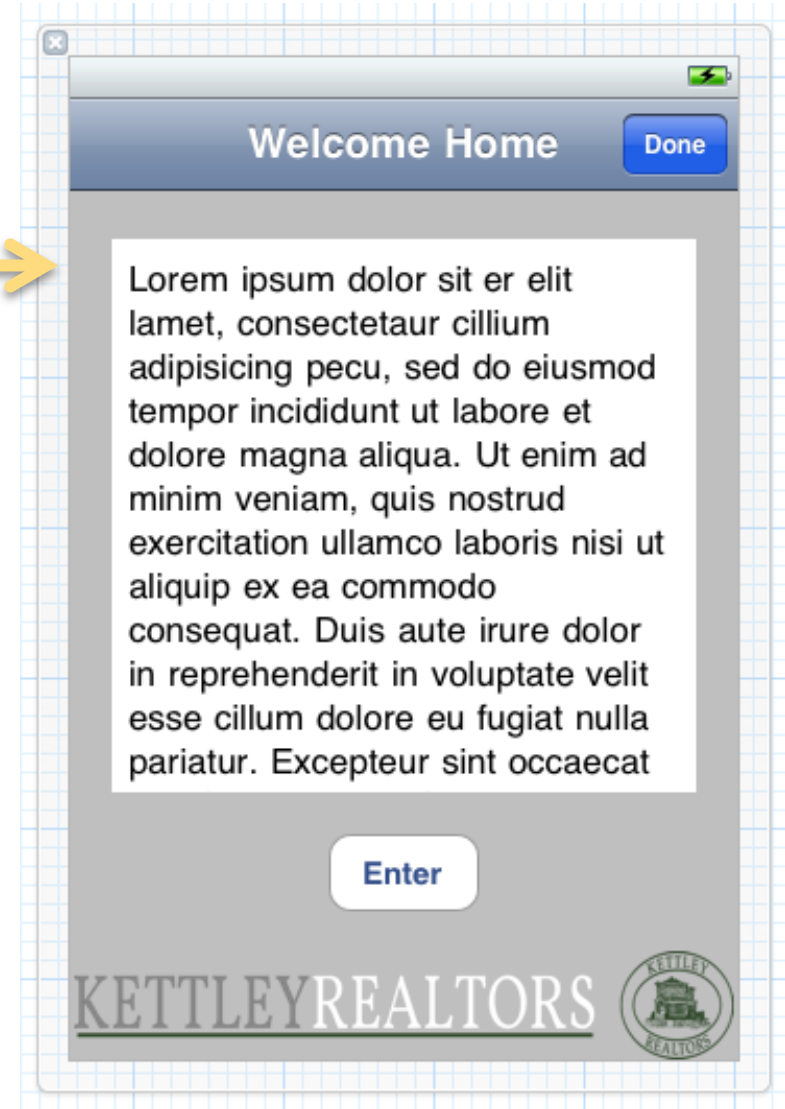 Welcome Home
Done
Lorem ipsum dolor sit er elit
lamet, consectetaur cillium
adipisicing pecu, sed do eiusmod
tempor incididunt ut labore et
dolore magna aliqua. Ut enim ad
minim veniam, quis nostrud
exercitation ullamco laboris nisi ut
aliquip ex ea commodo
consequat. Duis aute irure dolor
in reprehenderit in voluptate velit
esse cillum dolore eu fugiat nulla
pariatur. Excepteur sint occaecat
Enter
KETTLEYREALTORS
KETTLEY
REALTORS